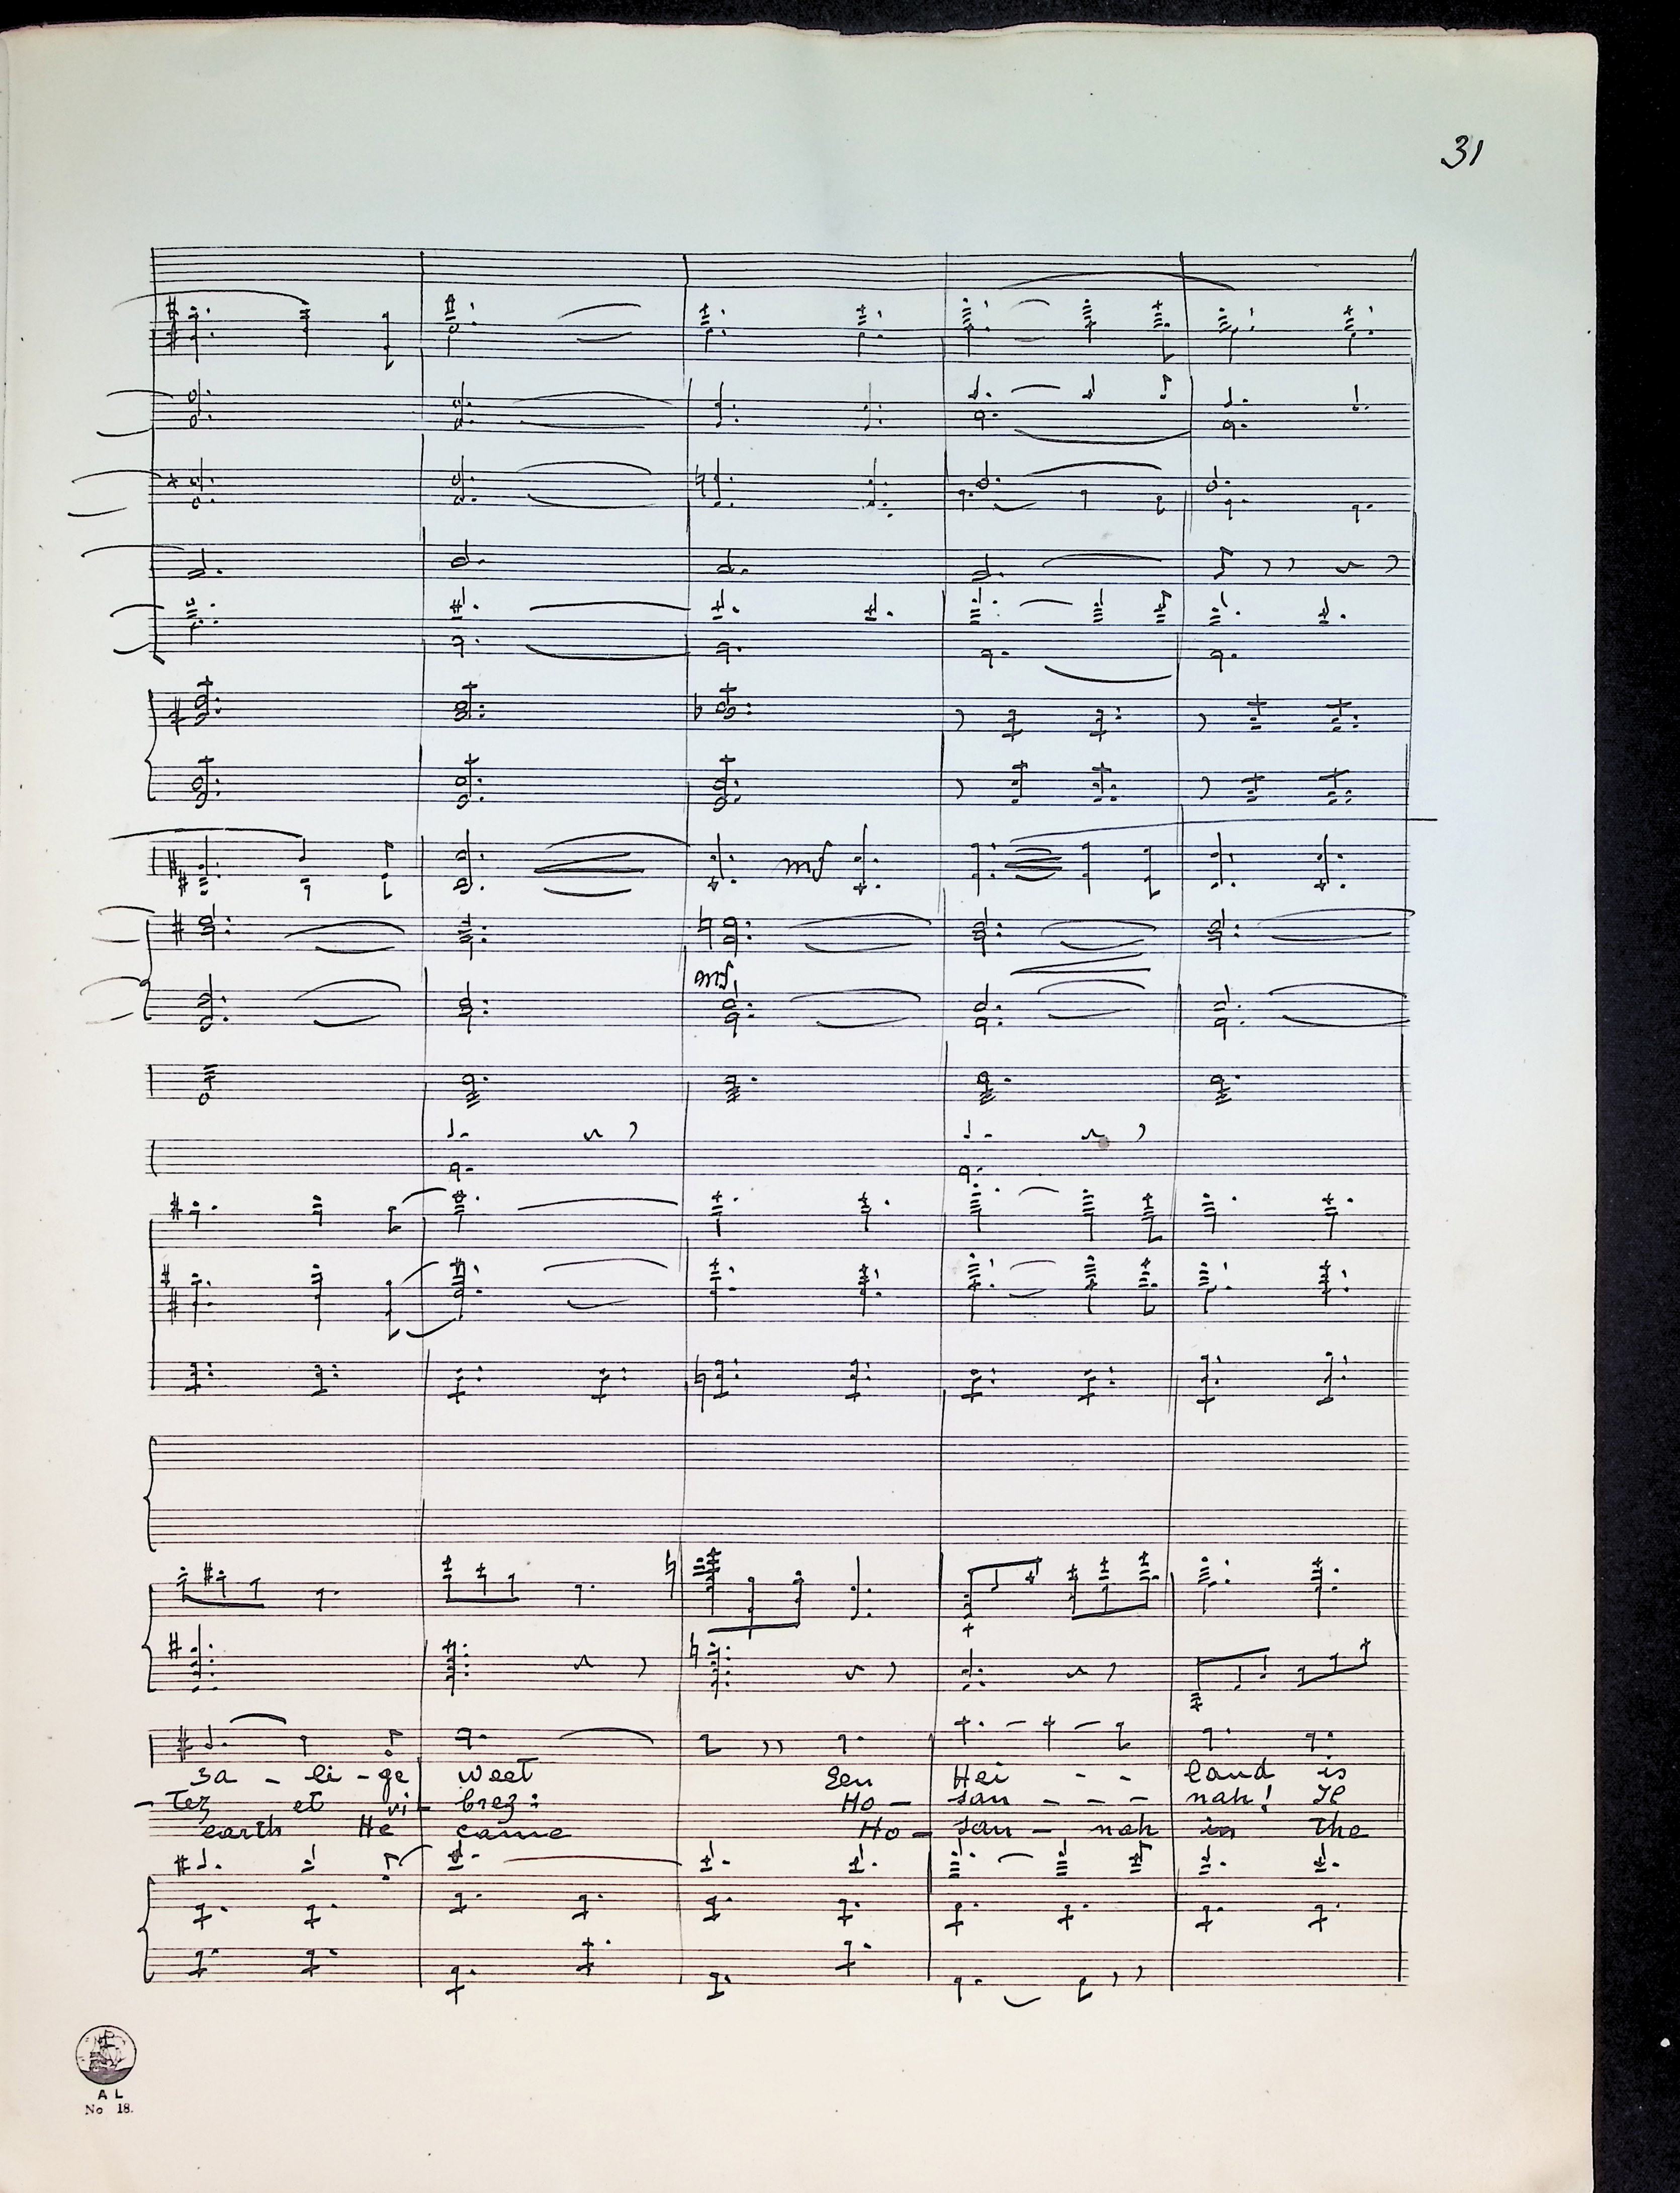 31
mf
mf
za - li - ge weet Een Hei - - land is
- tez et vi - brez: Ho - san - - - nah! Il
earth He came Ho - san - nah in the
A L
No 18.